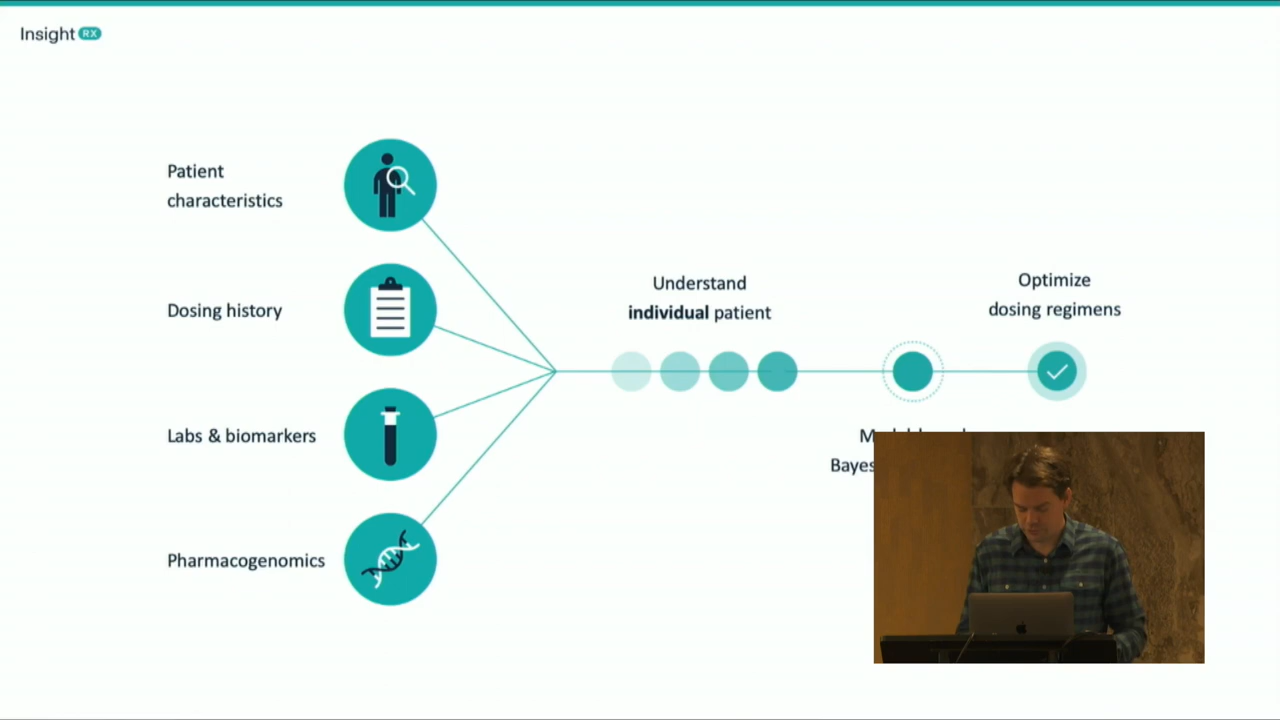 Insight RX
Patient
characteristics
Dosing history
Labs & biomarkers
Pharmacogenomics
Understand
individual patient
Optimize
dosing regimens